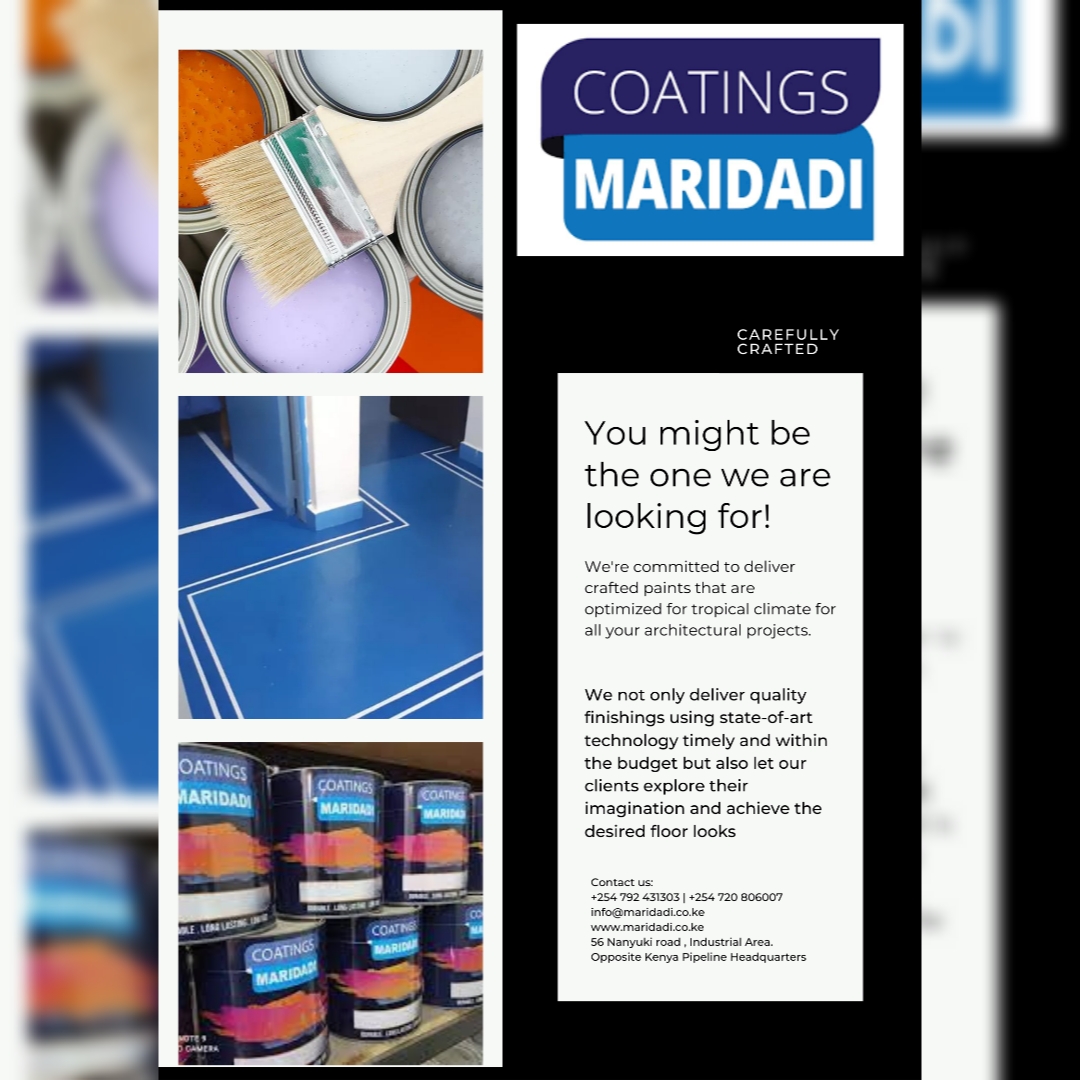 COATINGS
MARIDADI
CAREFULLY
CRAFTED
You might be
the one we are
looking for!
We're committed to deliver
crafted paints that are
optimized for tropical climate for
all your architectural projects.
We not only deliver quality
finishings using state-of-art
technology timely and within
the budget but also let our
clients explore their
imagination and achieve the
desired floor looks
Contact us:
+254 792 431303 | +254 720 806007
info@maridadi.co.ke
www.maridadi.co.ke
56 Nanyuki road , Industrial Area.
Opposite Kenya Pipeline Headquarters
OATINGS
MARIDADI
COATINGS
MARIDADI
COATINGS
MARIDADI
COATINGS
MARIDADI
COATINGS
MARIDADI